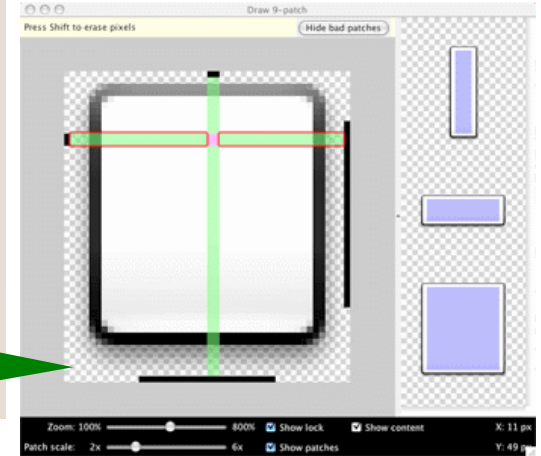 Draw 9-patch
Press Shift to erase pixels
Hide bad patches
Zoom: 100% 800% Show lock Show content X: 11 px
Patch scale: 2x 6x Show patches Y: 49 px